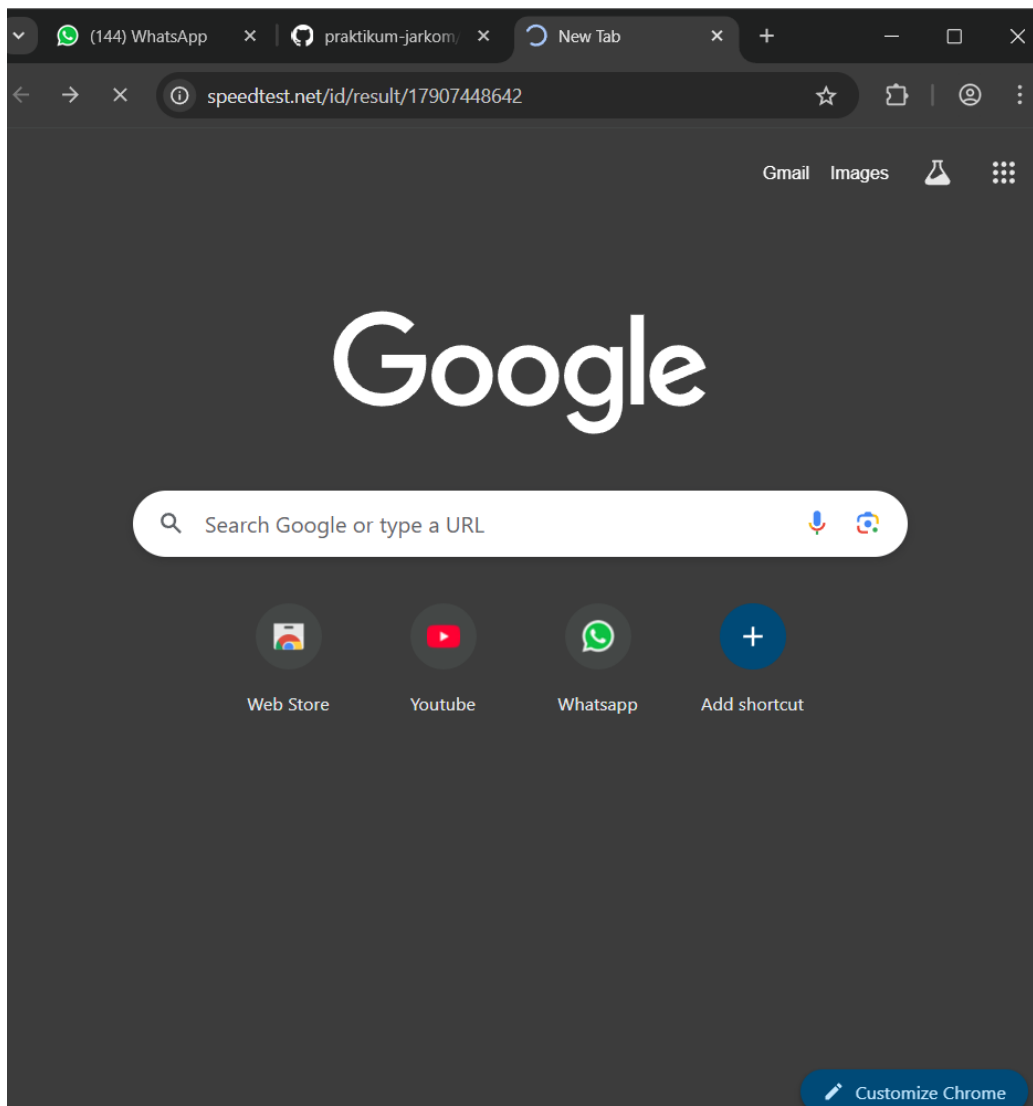 (144) WhatsApp
praktikum-jarkom/
New Tab
speedtest.net/id/result/17907448642
Gmail Images
Google
Search Google or type a URL
Web Store Youtube Whatsapp Add shortcut
Customize Chrome